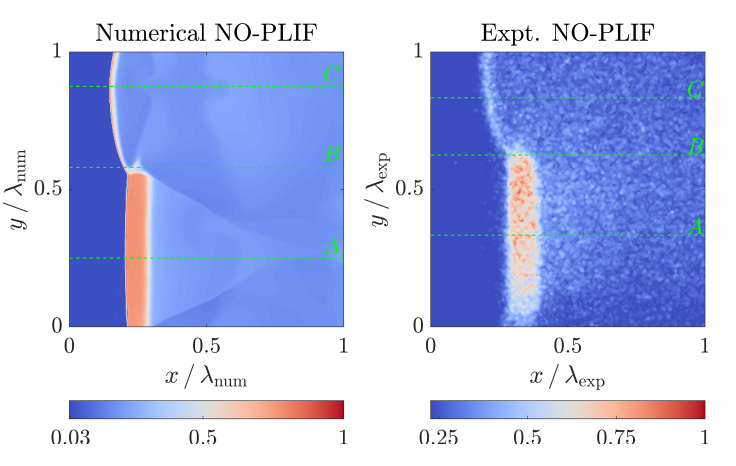 Numerical NO-PLIF
Expt. NO-PLIF
1
C
B
0.5
A
0
0
0.5
1
y / λnum
x / λnum
0.03
0.5
1
1
C
B
0.5
A
0
0
0.5
1
y / λexp
x / λexp
0.25
0.5
0.75
1